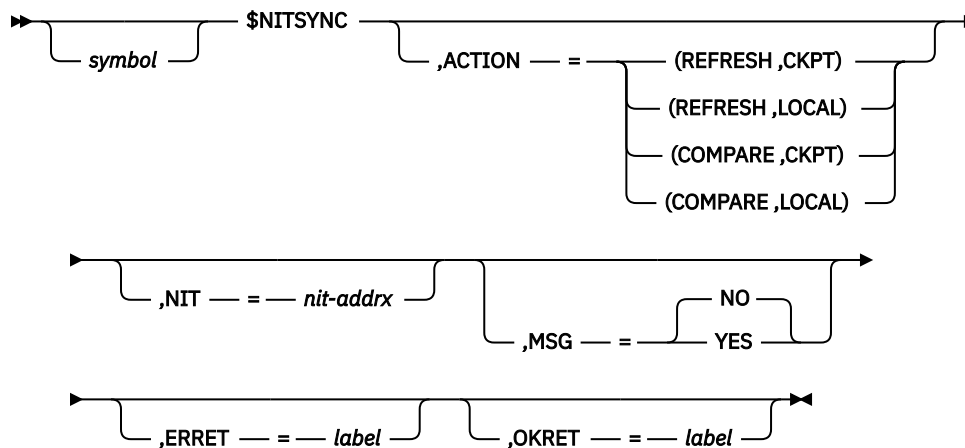 $NITSYNC
symbol
,ACTION = (REFRESH ,CKPT)
(REFRESH ,LOCAL)
(COMPARE ,CKPT)
(COMPARE ,LOCAL)
,NIT = nit-addrx
NO
,MSG = YES
,ERRET = label ,OKRET = label